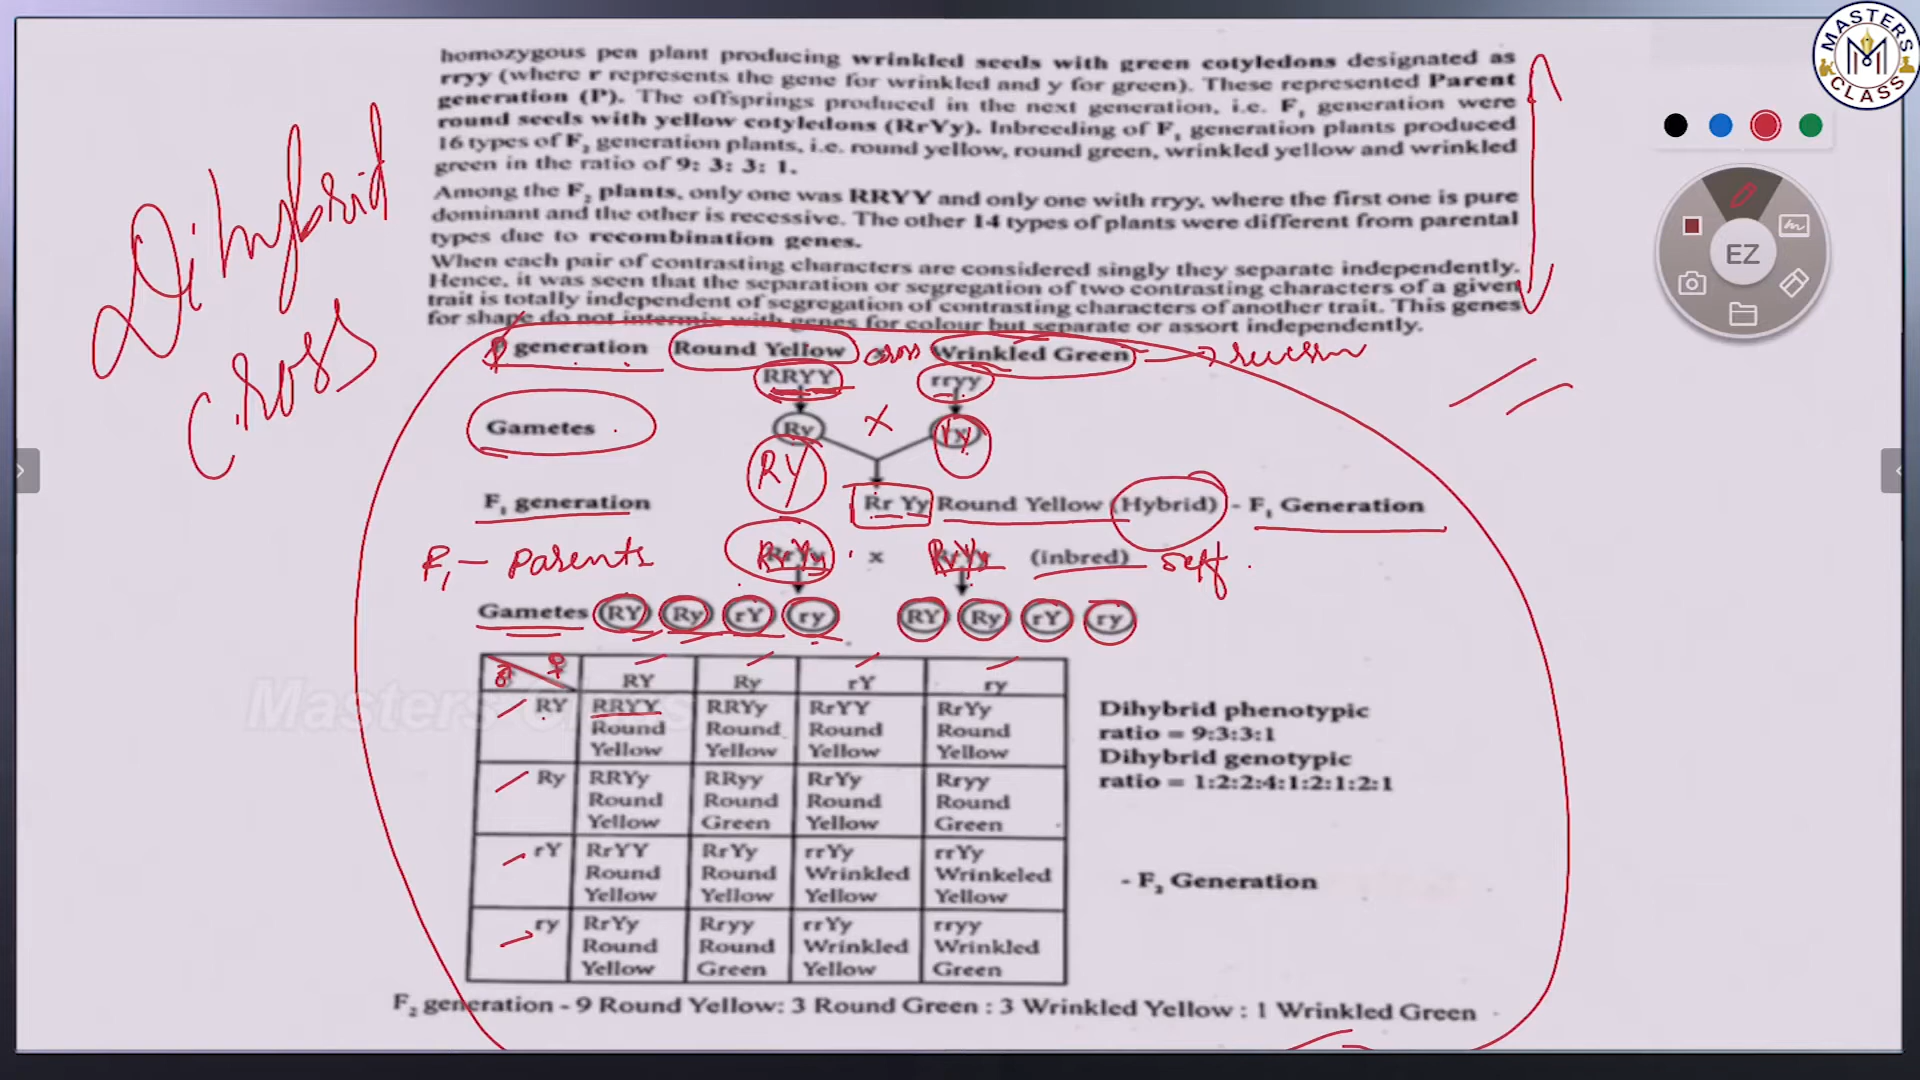 homozygous pea plant producing wrinkled seeds with green cotyledons designated as
rryy (where r represents the gene for wrinkled and y for green). These represented Parent
generation (P). The offsprings produced in the next generation, i.e. F₁ generation were
round seeds with yellow cotyledons (RrYy). Inbreeding of F₁ generation plants produced
16 types of F₂ generation plants, i.e. round yellow, round green, wrinkled yellow and wrinkled
green in the ratio of 9: 3: 3: 1.
Among the F₂ plants, only one was RRYY and only one with rryy, where the first one is pure
dominant and the other is recessive. The other 14 types of plants were different from parental
types due to recombination genes.
When each pair of contrasting characters are considered singly they separate independently.
Hence, it was seen that the separation or segregation of two contrasting characters of a given
trait is totally independent of segregation of contrasting characters of another trait. This genes
for shape do not intermix with genes for colour but separate or assort independently.
Dihybrid
cross
P generation Round Yellow x cross Wrinkled Green
RRYY rryy
Gametes Ry x ry
RY
F₁ generation Rr Yy Round Yellow (Hybrid) - F₁ Generation
F₁ - Parents RrYy x RrYy (inbred) self
Gametes RY Ry rY ry RY Ry rY ry
♂ ♀ RY Ry rY ry
RY RRYY RRYy RrYY RrYy
Round Round Round Round
Yellow Yellow Yellow Yellow
Ry RRYy RRyy RrYy Rryy
Round Round Round Round
Yellow Green Yellow Green
rY RrYY RrYy rrYy rrYy
Round Round Wrinkled Wrinkeled
Yellow Yellow Yellow Yellow
ry RrYy Rryy rrYy rryy
Round Round Wrinkled Wrinkled
Yellow Green Yellow Green
Dihybrid phenotypic
ratio = 9:3:3:1
Dihybrid genotypic
ratio = 1:2:2:4:1:2:1:2:1
- F₂ Generation
F₂ generation - 9 Round Yellow: 3 Round Green : 3 Wrinkled Yellow : 1 Wrinkled Green
Masters Class
MASTERS
M
CLASS
EZ